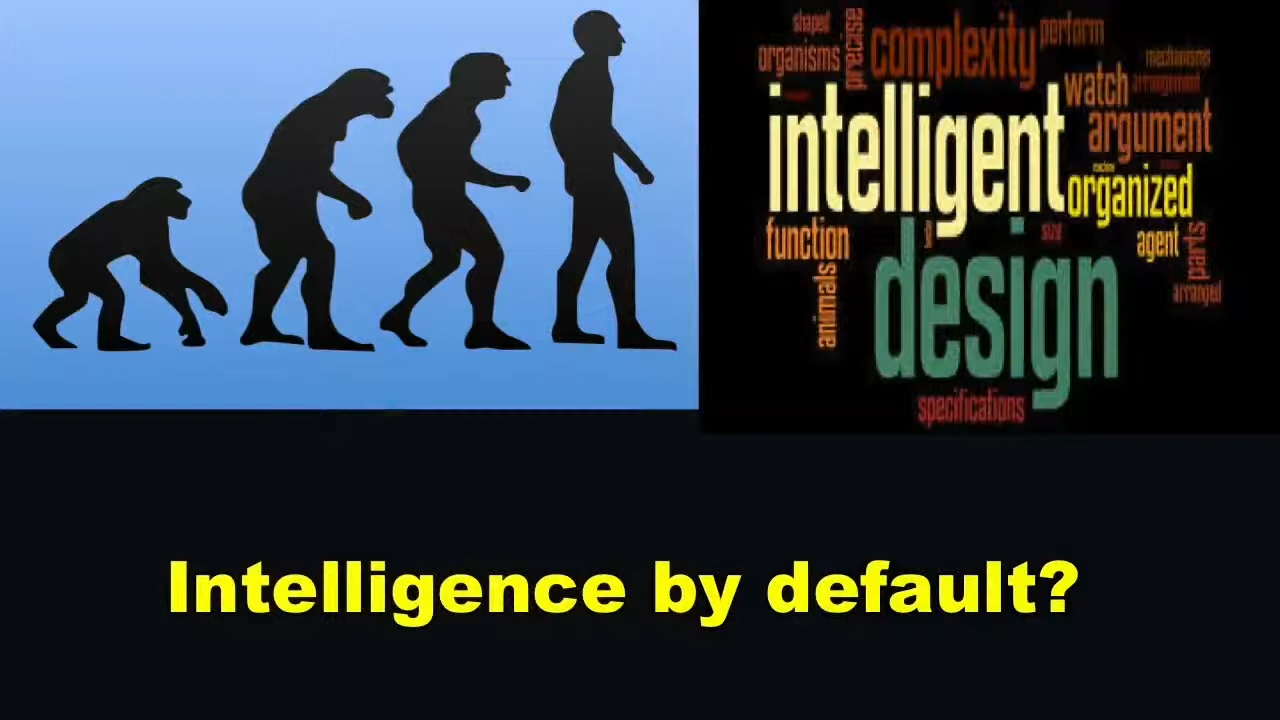 shaped
precise
complexity
perform
organisms
mechanisms
watch
arrangement
intelligent
argument
organized
function
size
agent
parts
design
animals
arranged
specifications
Intelligence by default?